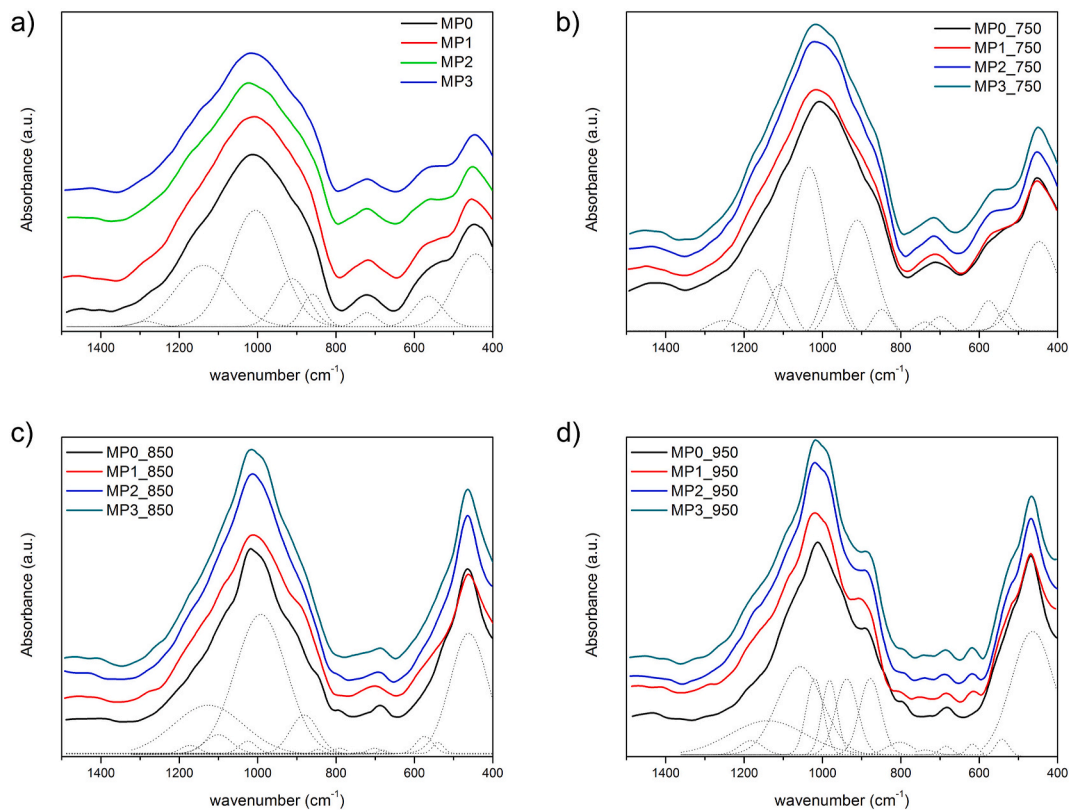 a)
MP0
MP1
MP2
MP3
Absorbance (a.u.)
1400 1200 1000 800 600 400
wavenumber (cm⁻¹)
b)
MP0_750
MP1_750
MP2_750
MP3_750
Absorbance (a.u.)
1400 1200 1000 800 600 400
wavenumber (cm⁻¹)
c)
MP0_850
MP1_850
MP2_850
MP3_850
Absorbance (a.u.)
1400 1200 1000 800 600 400
wavenumber (cm⁻¹)
d)
MP0_950
MP1_950
MP2_950
MP3_950
Absorbance (a.u.)
1400 1200 1000 800 600 400
wavenumber (cm⁻¹)